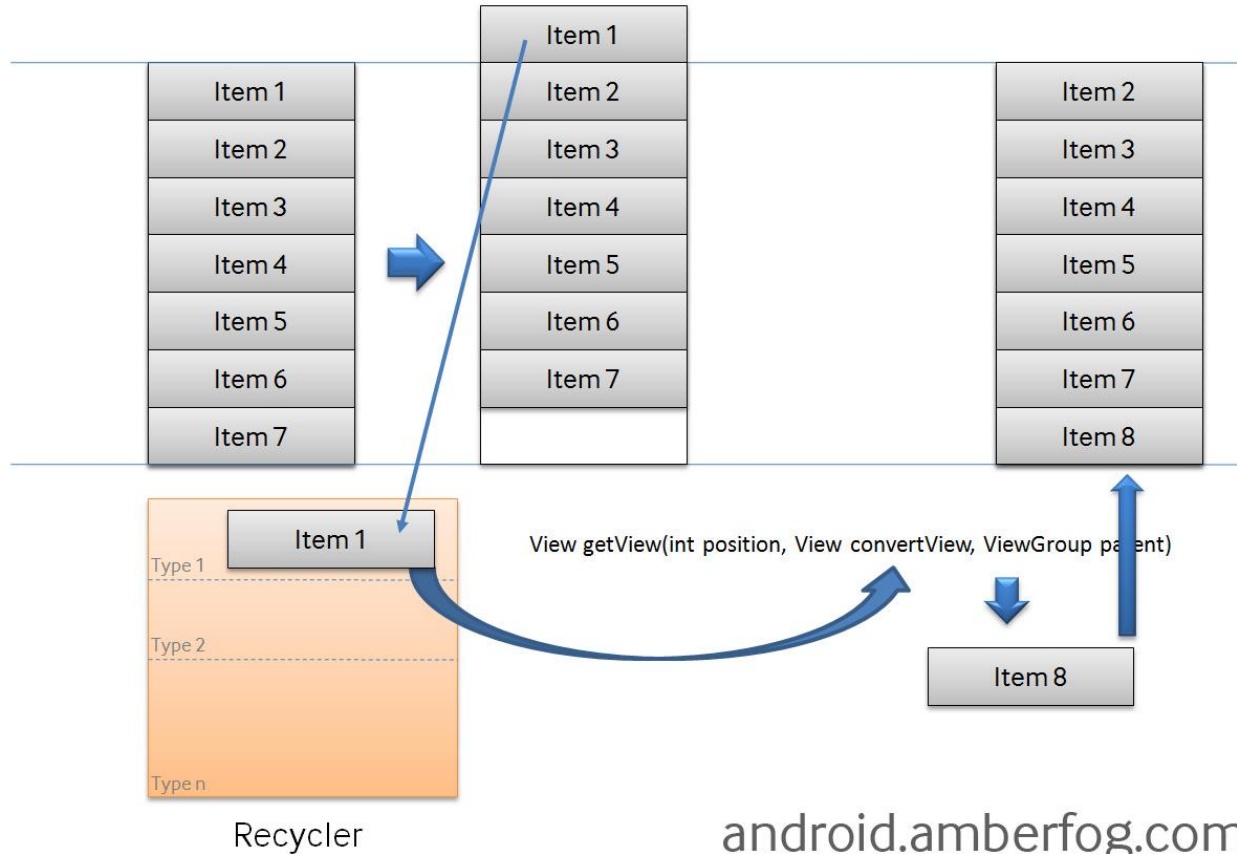 Item 1
Item 2
Item 3
Item 4
Item 5
Item 6
Item 7
Item 1
Item 2
Item 3
Item 4
Item 5
Item 6
Item 7
Item 2
Item 3
Item 4
Item 5
Item 6
Item 7
Item 8
Item 1
Type 1
Type 2
Type n
Recycler
View getView(int position, View convertView, ViewGroup parent)
Item 8
android.amberfog.com